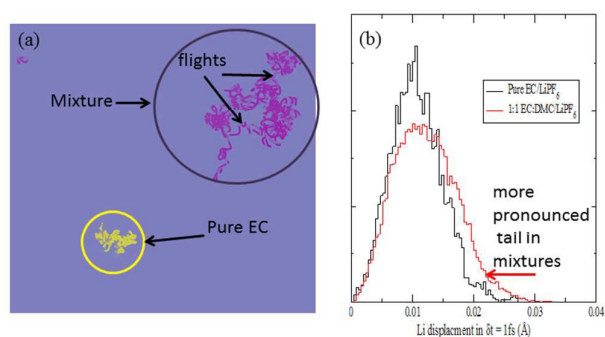 (a)
flights
Mixture
Pure EC
(b)
Pure EC/LiPF6
1:1 EC:DMC/LiPF6
more
pronounced
tail in
mixtures
0
0.01
0.02
0.03
0.04
Li displacment in δt = 1fs (Å)